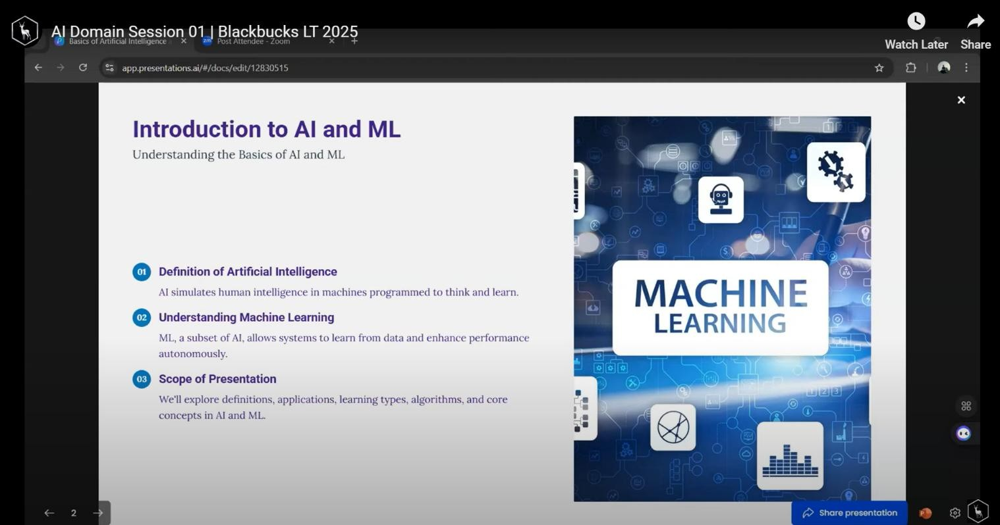 AI Domain Session 01 | Blackbucks LT 2025
Watch Later
Share
Basics of Artificial Intelligence
zm
Post Attendee - Zoom
app.presentations.ai/#/docs/edit/12830515
Introduction to AI and ML
Understanding the Basics of AI and ML
01
Definition of Artificial Intelligence
AI simulates human intelligence in machines programmed to think and learn.
02
Understanding Machine Learning
ML, a subset of AI, allows systems to learn from data and enhance performance
autonomously.
03
Scope of Presentation
We'll explore definitions, applications, learning types, algorithms, and core
concepts in AI and ML.
MACHINE
LEARNING
1 2 3
2
Share presentation